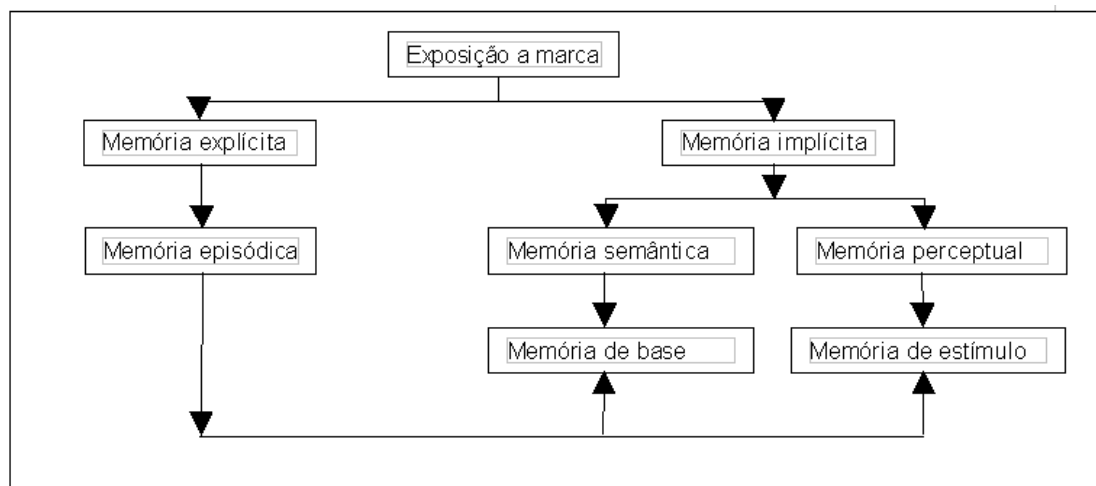 Exposição a marca
Memória explícita
Memória implícita
Memória episódica
Memória semântica
Memória perceptual
Memória de base
Memória de estímulo